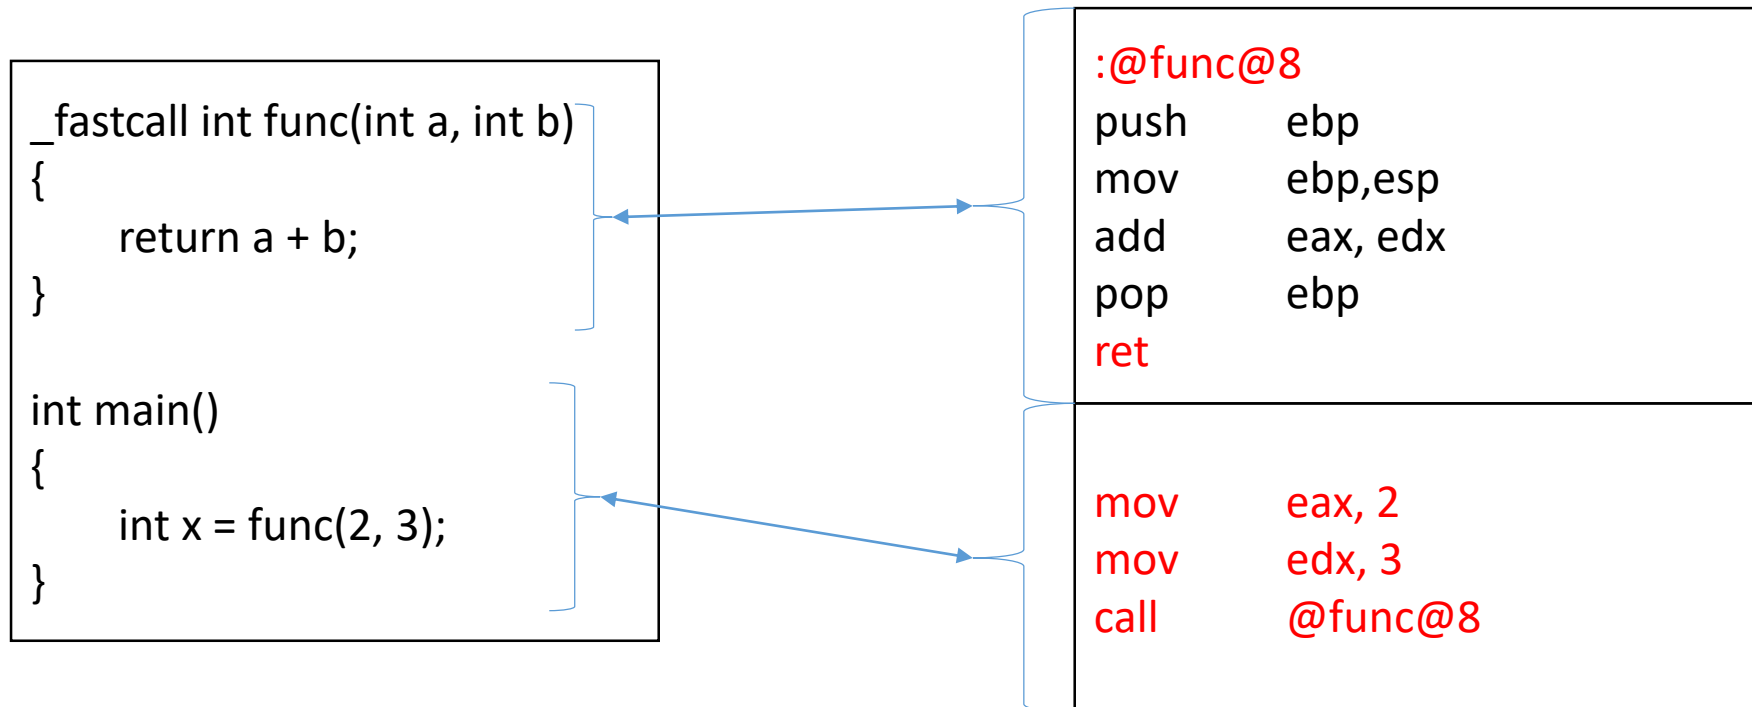 _fastcall int func(int a, int b)
{
return a + b;
}
int main()
{
int x = func(2, 3);
}
:@func@8
push ebp
mov ebp,esp
add eax, edx
pop ebp
ret
mov eax, 2
mov edx, 3
call @func@8